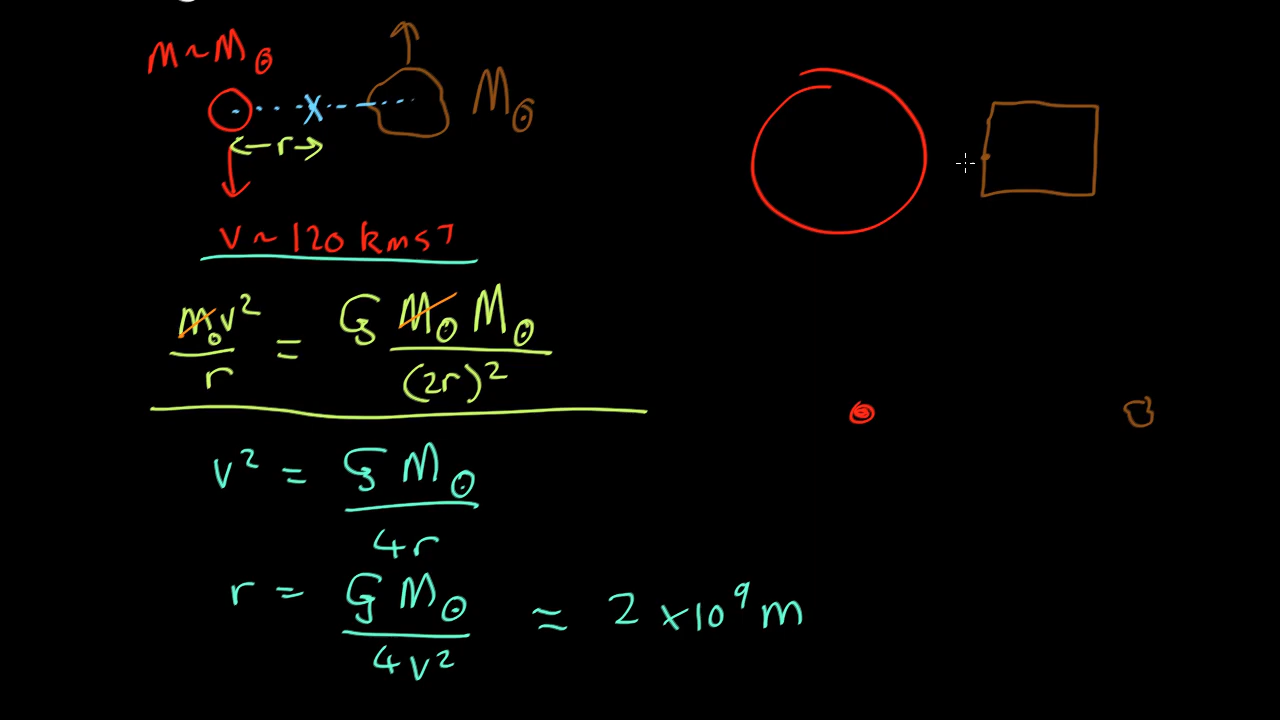 M ~ M☉
M☉
X
← r →
v ~ 120 kms⁻¹
m☉v²/r = G M☉ M☉/(2r)²
v² = G M☉/4r
r = G M☉/4v² ≈ 2 ×10⁹ m